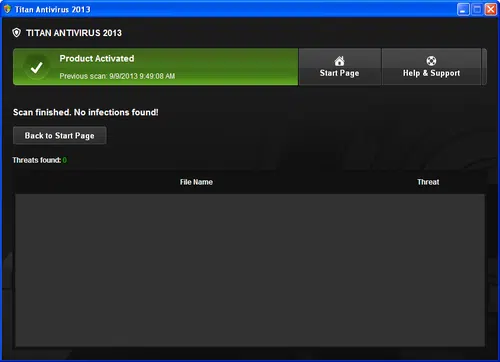 Titan Antivirus 2013
TITAN ANTIVIRUS 2013
Product Activated
Previous scan: 9/9/2013 9:49:08 AM
Start Page
Help & Support
Scan finished. No infections found!
Back to Start Page
Threats found: 0
File Name Threat